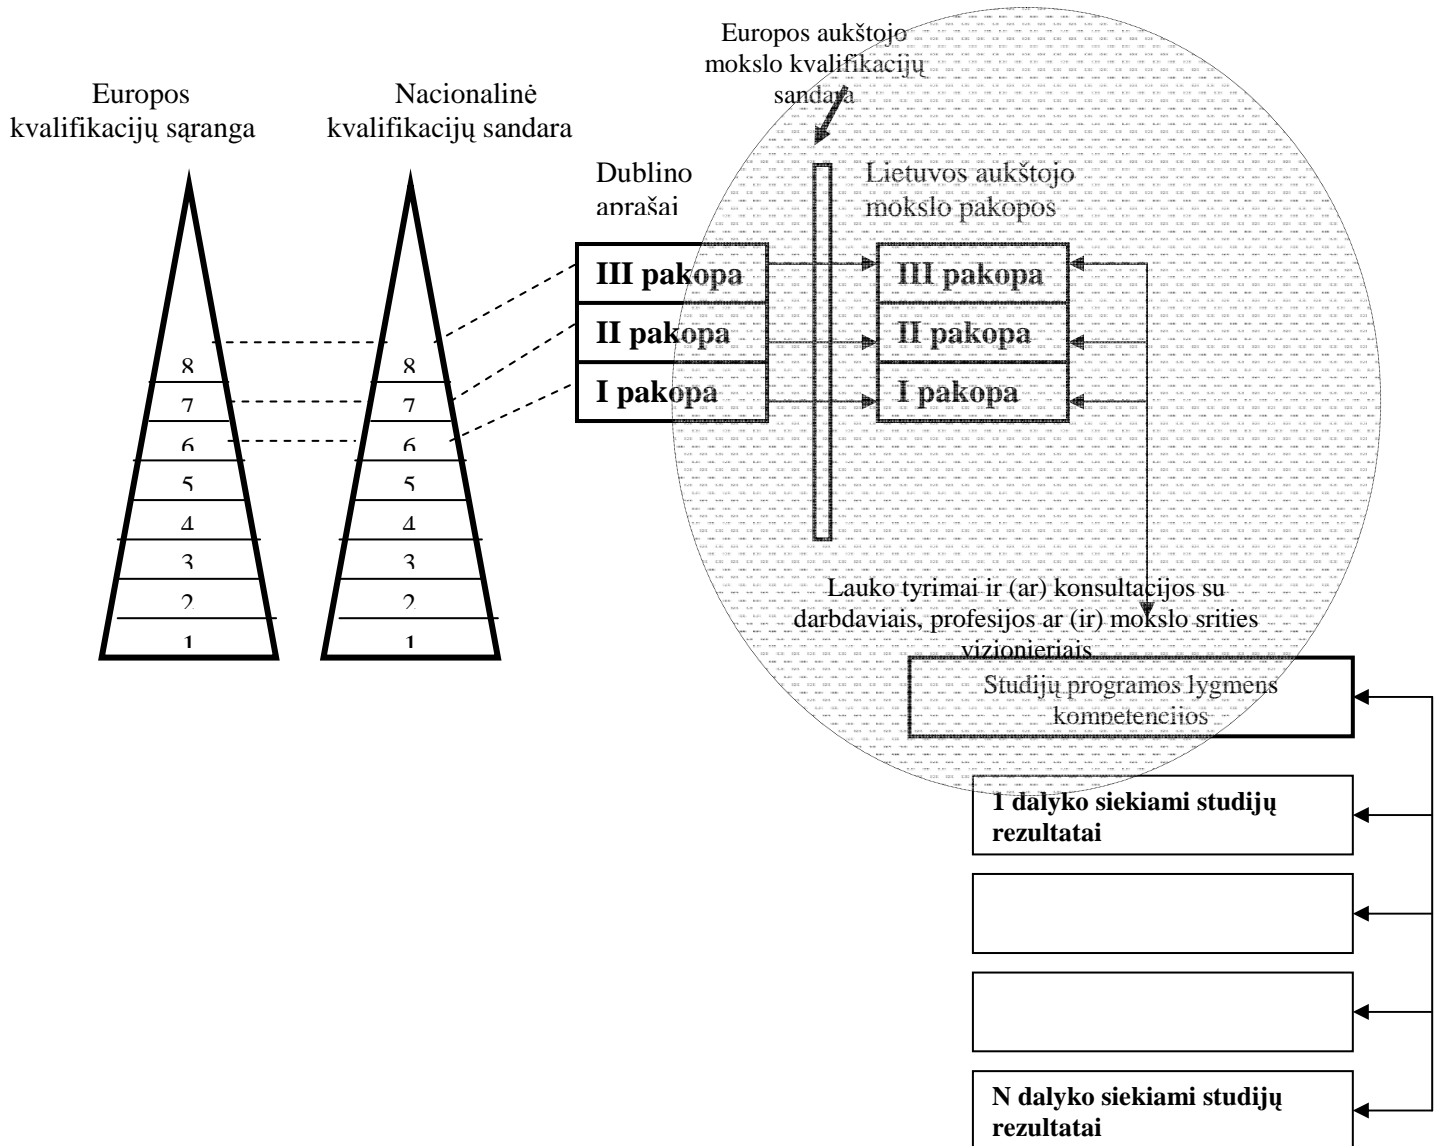 Europos
kvalifikacijų sąranga
Nacionalinė
kvalifikacijų sandara
Europos aukštojo
mokslo kvalifikacijų
sandara
Dublino
aprašai
Lietuvos aukštojo
mokslo pakopos
III pakopa
II pakopa
I pakopa
III pakopa
II pakopa
I pakopa
8
7
6
5
4
3
2
1
8
7
6
5
4
3
2
1
Lauko tyrimai ir (ar) konsultacijos su
darbdaviais, profesijos ar (ir) mokslo srities
vizionieriais
Studijų programos lygmens
kompetencijos
1 dalyko siekiami studijų
rezultatai
N dalyko siekiami studijų
rezultatai